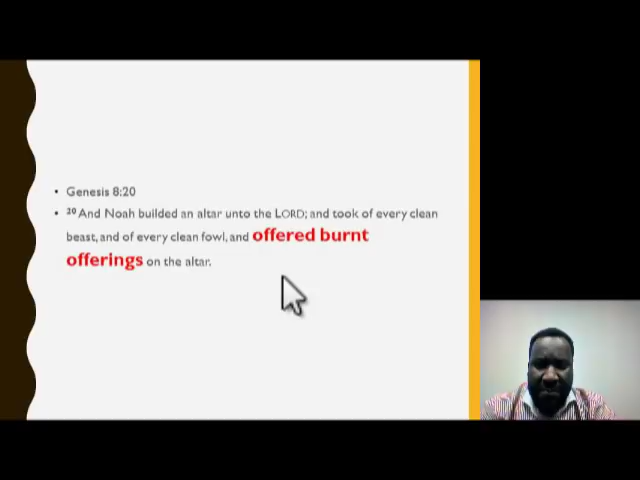 • Genesis 8:20
• 20 And Noah builded an altar unto the LORD; and took of every clean
beast, and of every clean fowl, and offered burnt
offerings on the altar.